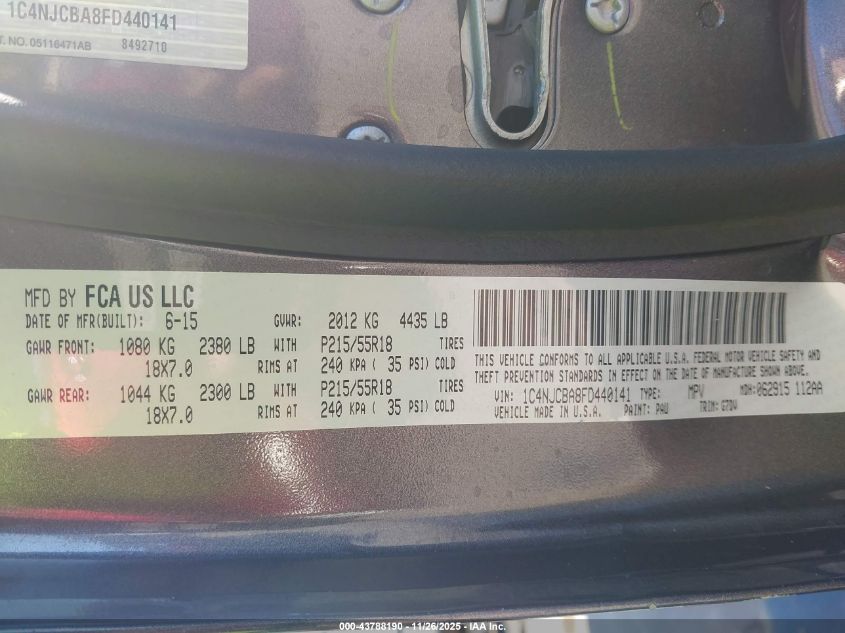 1C4NJCBA8FD440141
T. NO. 05116471AB 8492710
MFD BY FCA US LLC
DATE OF MFR(BUILT): 6-15 GVWR: 2012 KG 4435 LB
GAWR FRONT: 1080 KG 2380 LB WITH P215/55R18 TIRES
18X7.0 RIMS AT 240 KPA ( 35 PSI) COLD
GAWR REAR: 1044 KG 2300 LB WITH P215/55R18 TIRES
18X7.0 RIMS AT 240 KPA ( 35 PSI) COLD
THIS VEHICLE CONFORMS TO ALL APPLICABLE U.S.A. FEDERAL MOTOR VEHICLE SAFETY AND
THEFT PREVENTION STANDARDS IN EFFECT ON THE DATE OF MANUFACTURE SHOWN ABOVE.
VIN: 1C4NJCBA8FD440141 TYPE: MPV MDH: 062915 112AA
VEHICLE MADE IN U.S.A. PAINT: PAU TRIM: G7DV
000-43788190 - 11/26/2025 - IAA Inc.